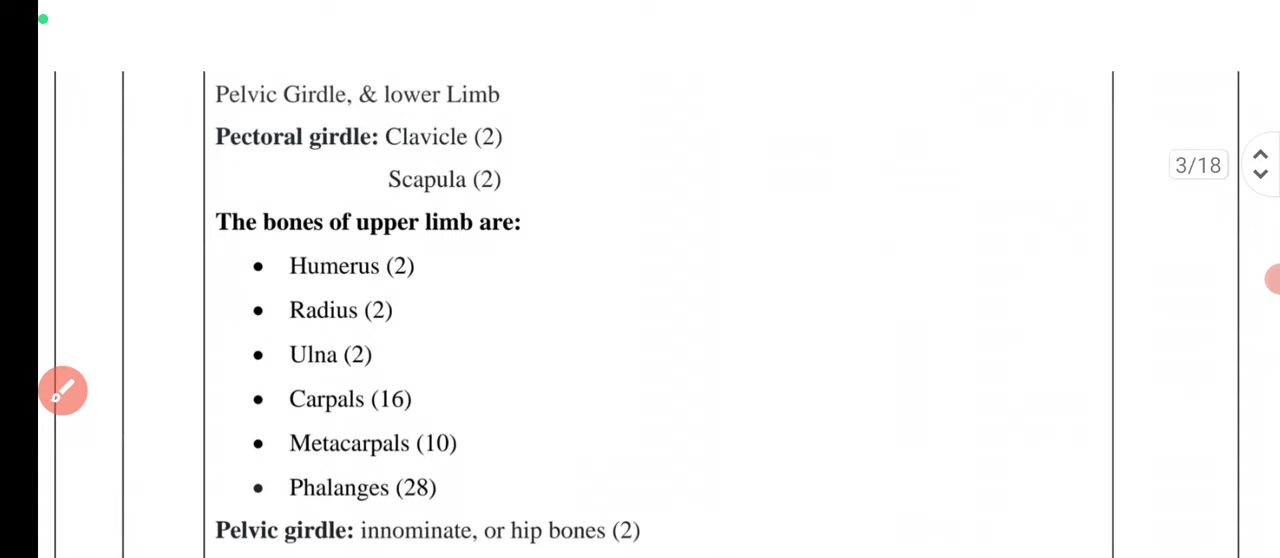 Pelvic Girdle, & lower Limb
Pectoral girdle: Clavicle (2)
Scapula (2)
3/18
The bones of upper limb are:
• Humerus (2)
• Radius (2)
• Ulna (2)
• Carpals (16)
• Metacarpals (10)
• Phalanges (28)
Pelvic girdle: innominate, or hip bones (2)